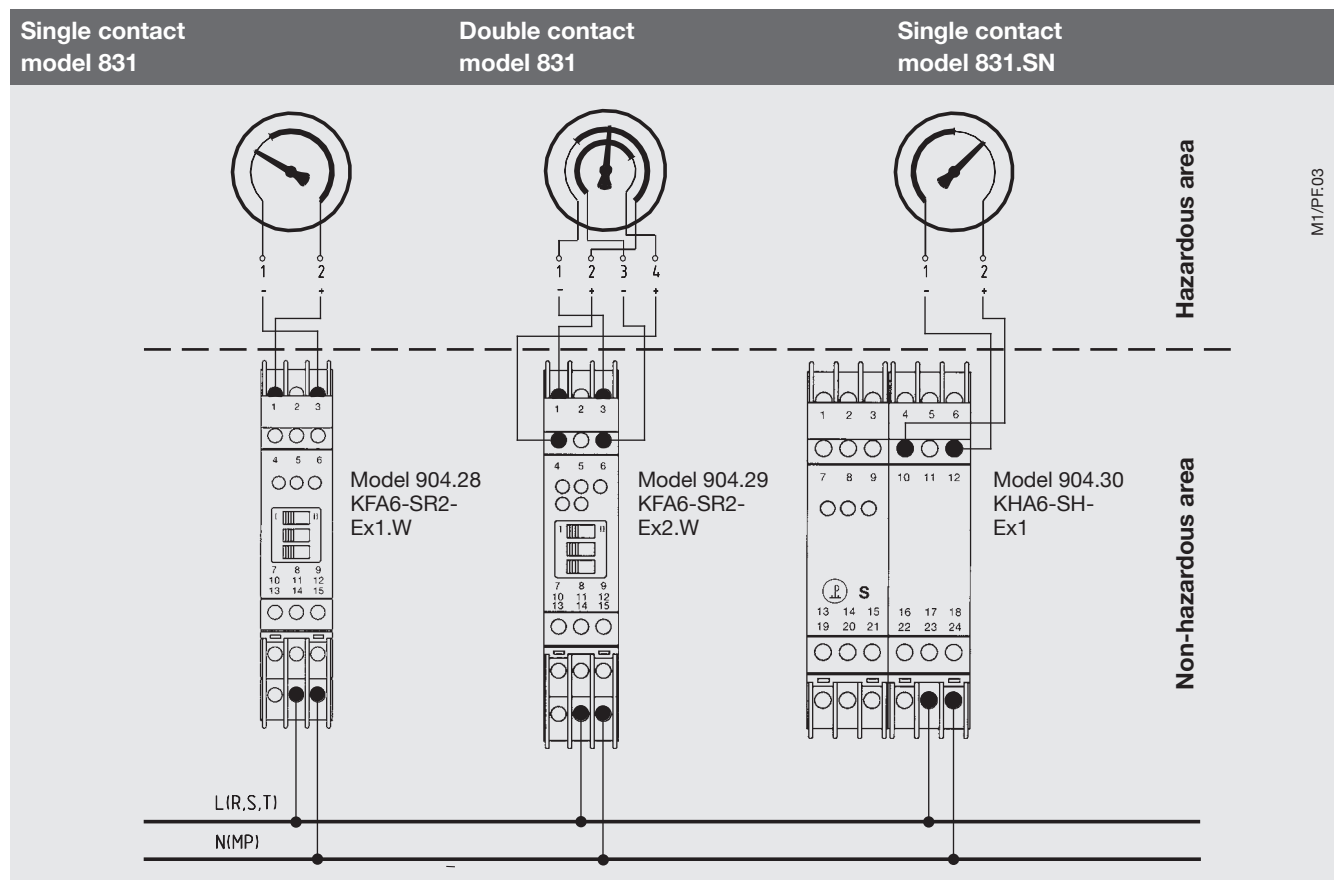 Single contact
model 831
Double contact
model 831
Single contact
model 831.SN
Hazardous area
M1/PF.03
1 2
- +
1 2 3 4
- + - +
1 2
- +
1 2 3
4 5 6
I II
7 8 9
10 11 12
13 14 15
Model 904.28
KFA6-SR2-
Ex1.W
1 2 3
4 5 6
I II
7 8 9
10 11 12
13 14 15
Model 904.29
KFA6-SR2-
Ex2.W
1 2 3 4 5 6
7 8 9 10 11 12
S
13 14 15 16 17 18
19 20 21 22 23 24
Model 904.30
KHA6-SH-
Ex1
Non-hazardous area
L(R,S,T)
N(MP)